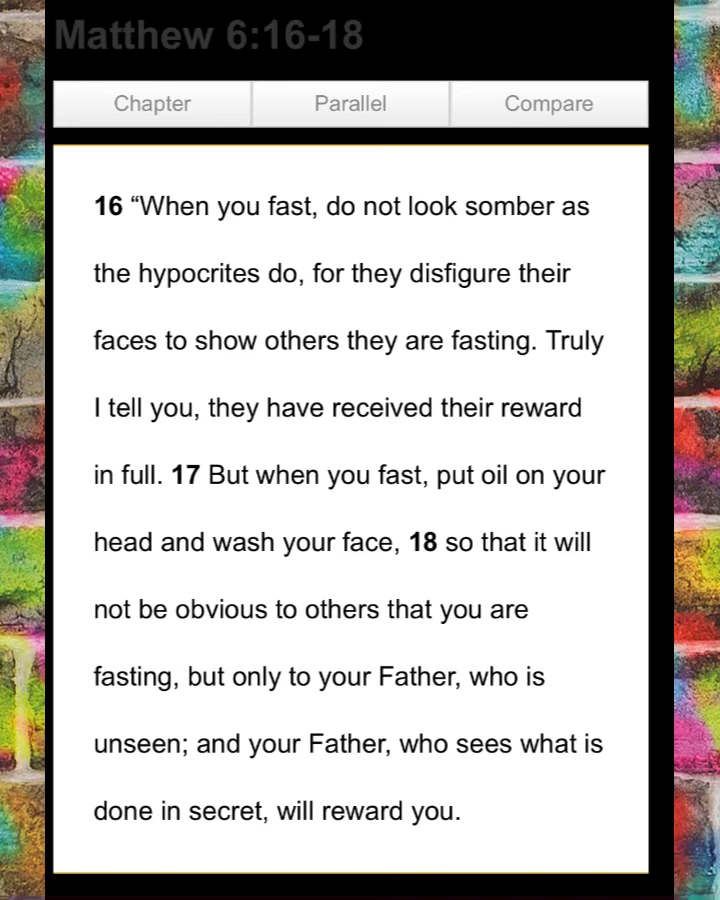 Matthew 6:16-18
Chapter Parallel Compare
16 “When you fast, do not look somber as
the hypocrites do, for they disfigure their
faces to show others they are fasting. Truly
I tell you, they have received their reward
in full. 17 But when you fast, put oil on your
head and wash your face, 18 so that it will
not be obvious to others that you are
fasting, but only to your Father, who is
unseen; and your Father, who sees what is
done in secret, will reward you.